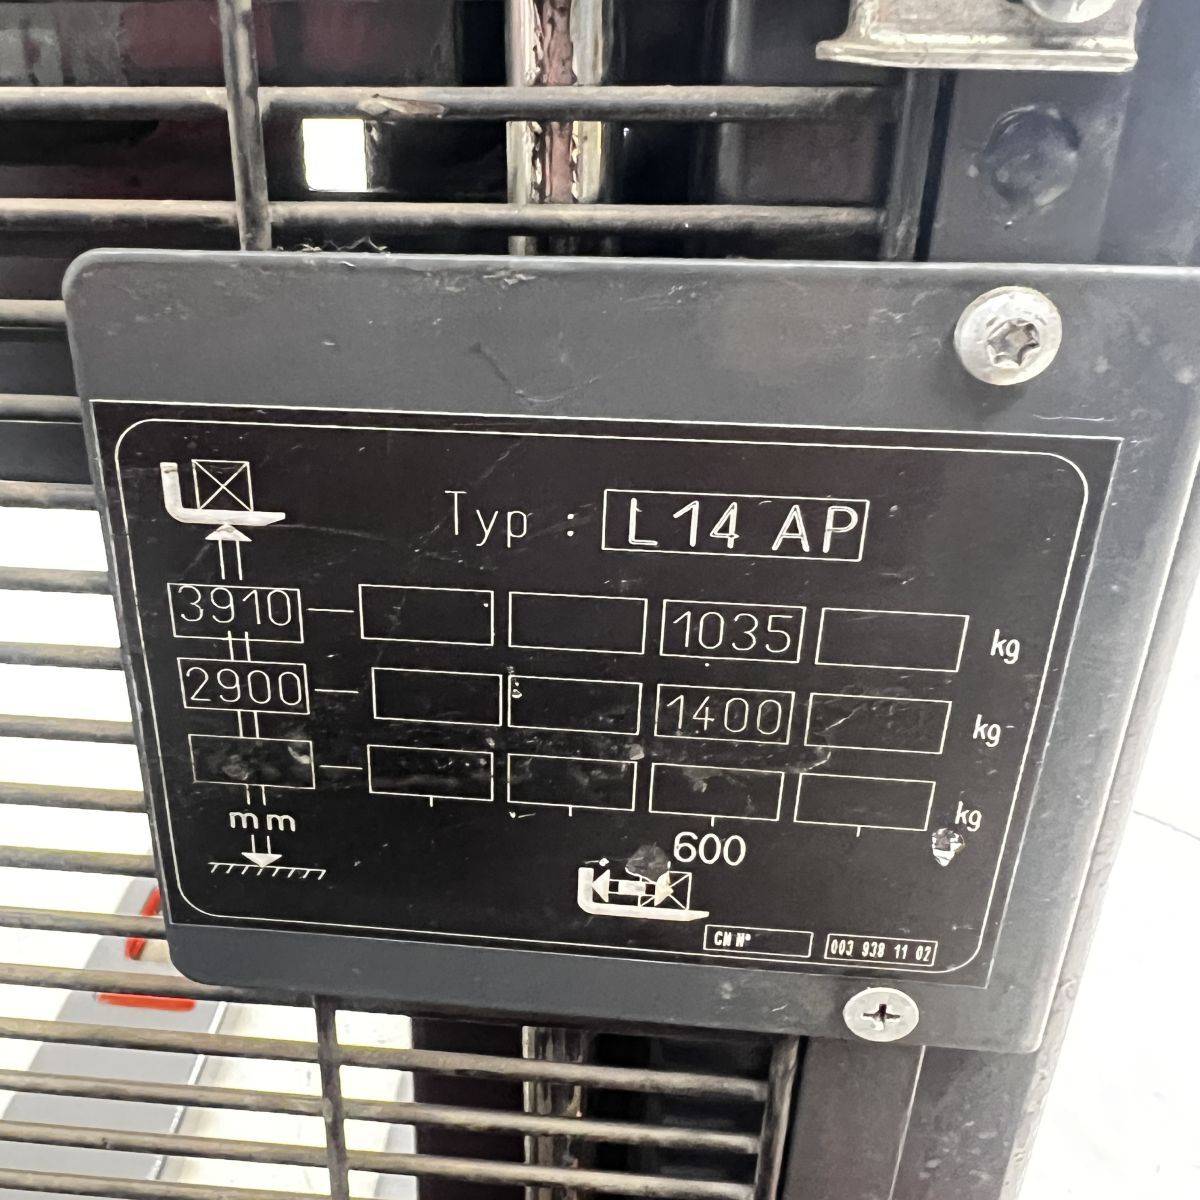 Typ : L14 AP
3910 1035 kg
2900 1400 kg
kg
mm
600
CN N° 003 938 11 02